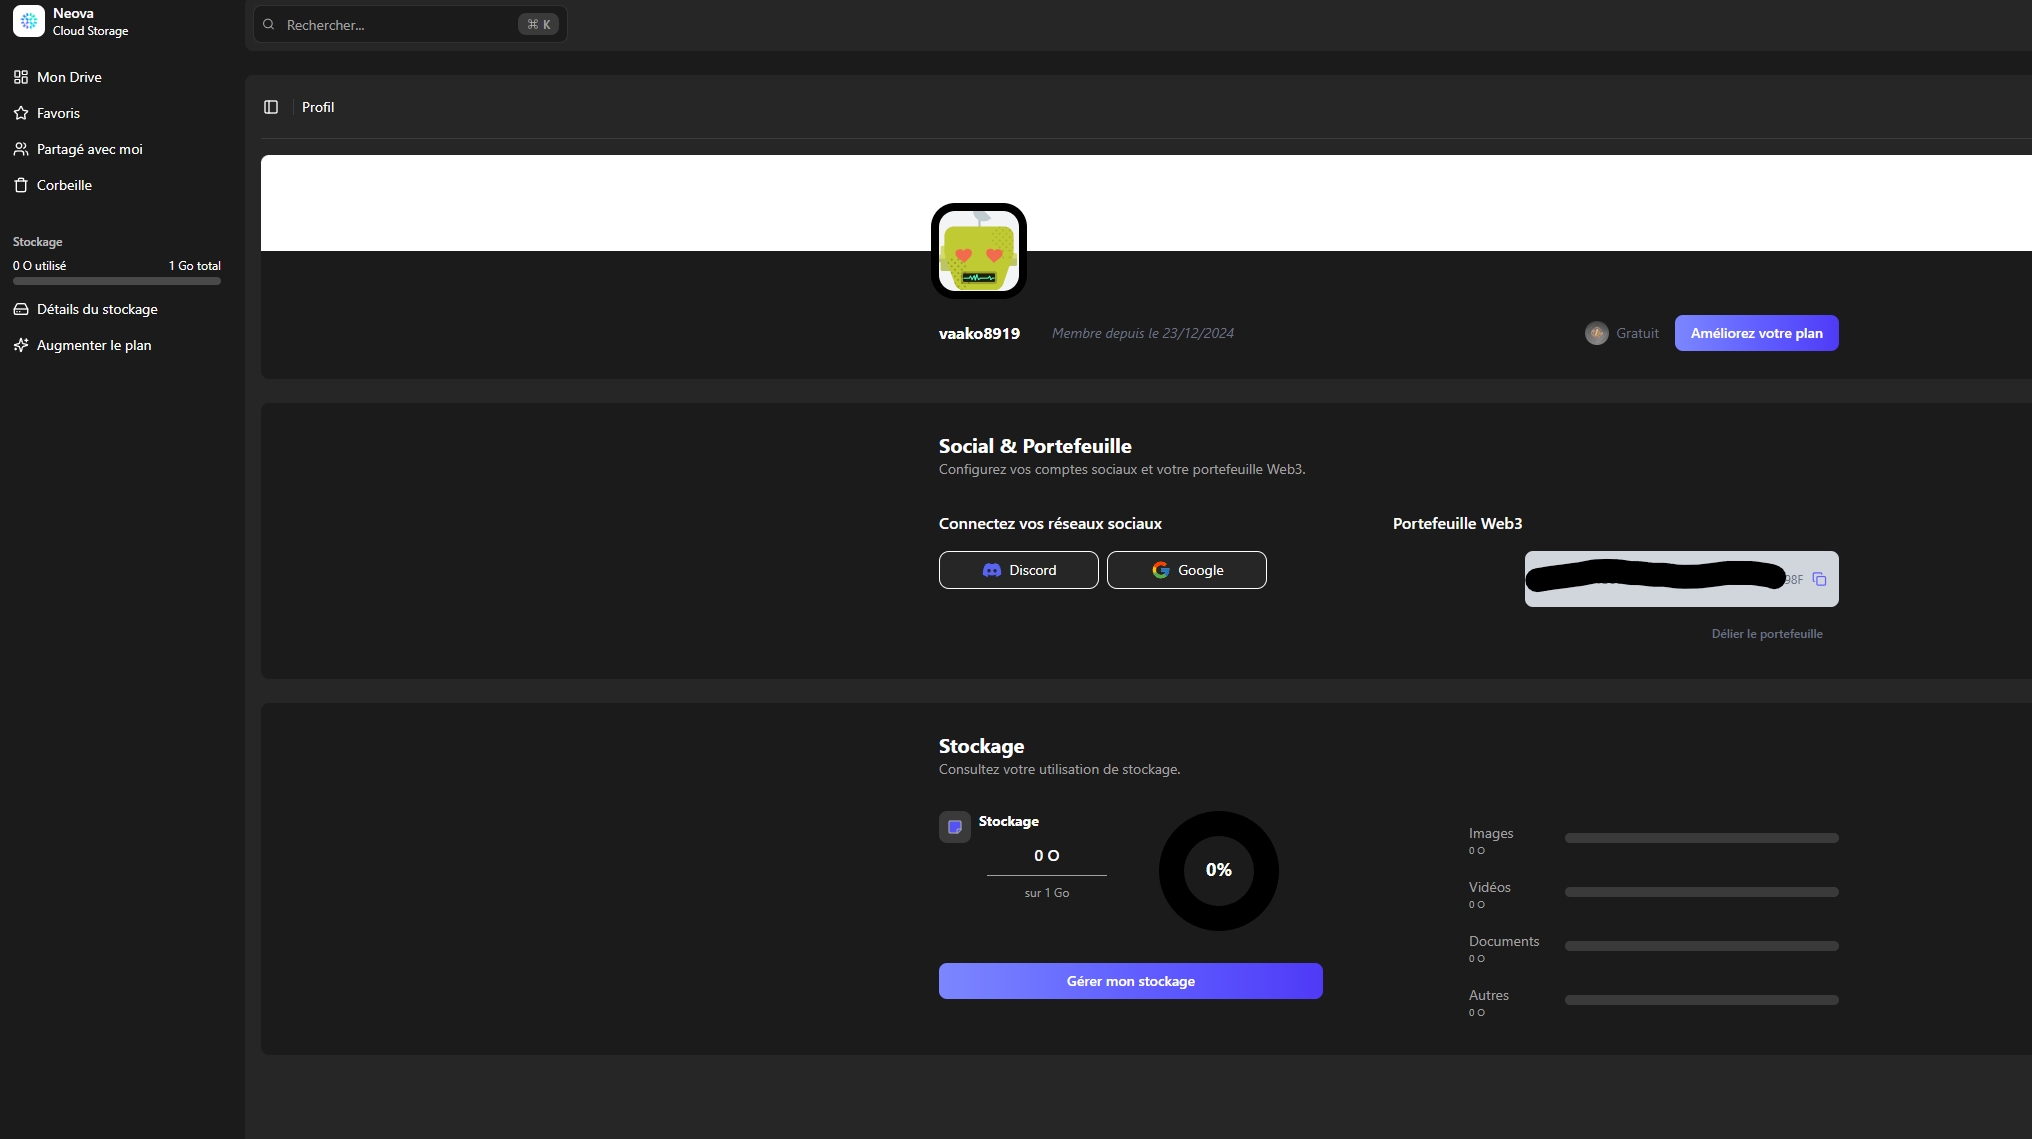 Neova
Cloud Storage
Rechercher...
⌘ K
Mon Drive
Favoris
Partagé avec moi
Corbeille
Stockage
0 O utilisé
1 Go total
Détails du stockage
Augmenter le plan
Profil
vaako8919
Membre depuis le 23/12/2024
Gratuit
Améliorez votre plan
Social & Portefeuille
Configurez vos comptes sociaux et votre portefeuille Web3.
Connectez vos réseaux sociaux
Discord
Google
Portefeuille Web3
98F
Délier le portefeuille
Stockage
Consultez votre utilisation de stockage.
Stockage
0 O
sur 1 Go
0%
Gérer mon stockage
Images
0 O
Vidéos
0 O
Documents
0 O
Autres
0 O